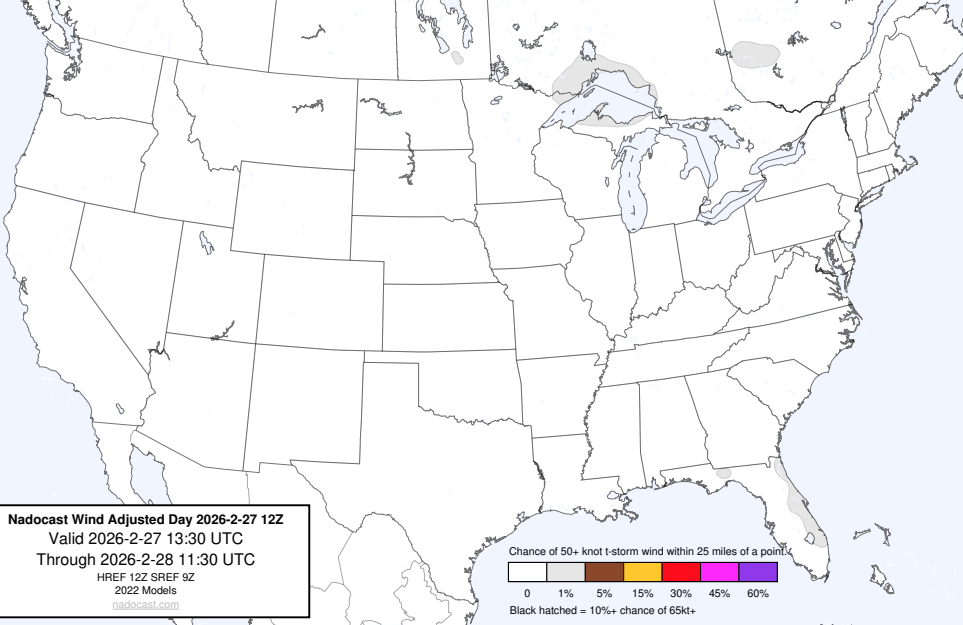 Nadocast Wind Adjusted Day 2026-2-27 12Z
Valid 2026-2-27 13:30 UTC
Through 2026-2-28 11:30 UTC
HREF 12Z SREF 9Z
2022 Models
nadocast.com
Chance of 50+ knot t-storm wind within 25 miles of a point.
0 1% 5% 15% 30% 45% 60%
Black hatched = 10%+ chance of 65kt+